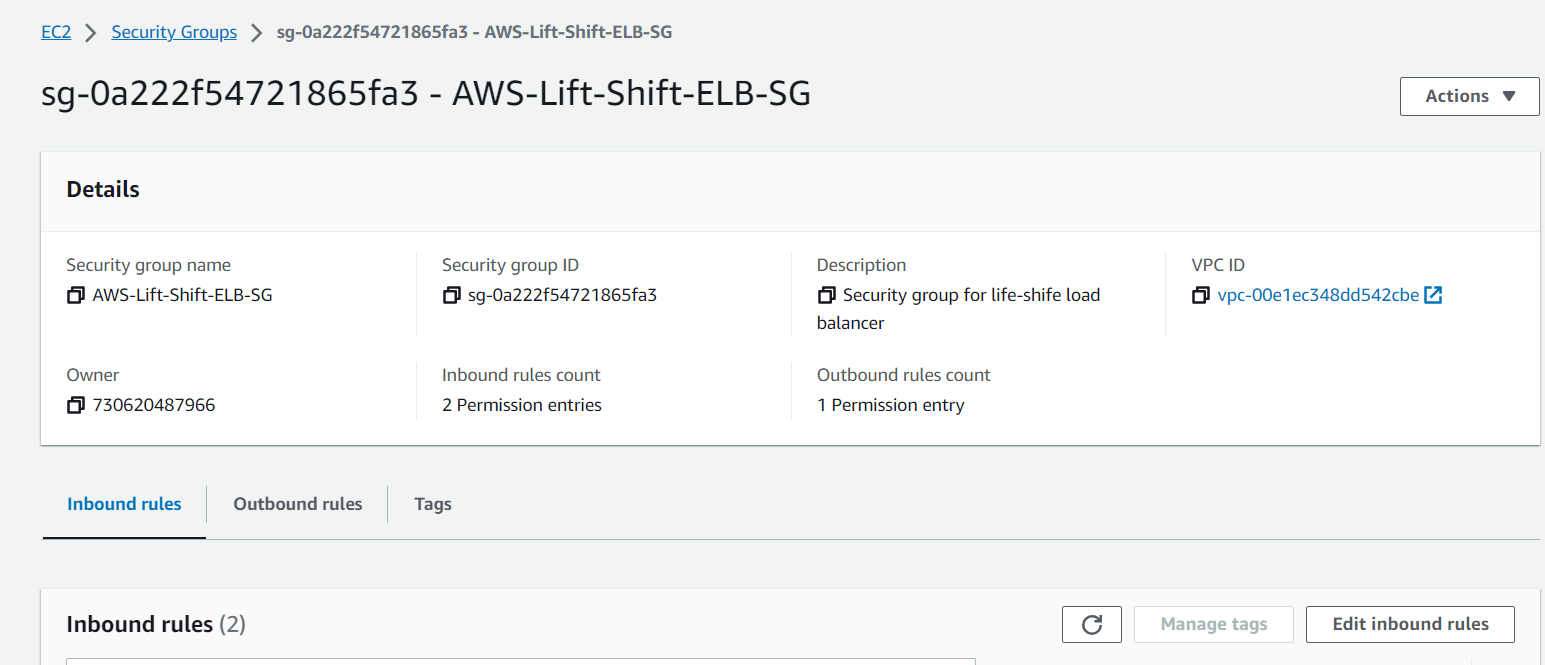 EC2 > Security Groups > sg-0a222f54721865fa3 - AWS-Lift-Shift-ELB-SG
sg-0a222f54721865fa3 - AWS-Lift-Shift-ELB-SG
Actions ▼
Details
Security group name
AWS-Lift-Shift-ELB-SG
Security group ID
sg-0a222f54721865fa3
Description
Security group for life-shife load
balancer
VPC ID
vpc-00e1ec348dd542cbe
Owner
730620487966
Inbound rules count
2 Permission entries
Outbound rules count
1 Permission entry
Inbound rules
Outbound rules
Tags
Inbound rules (2)
Manage tags
Edit inbound rules